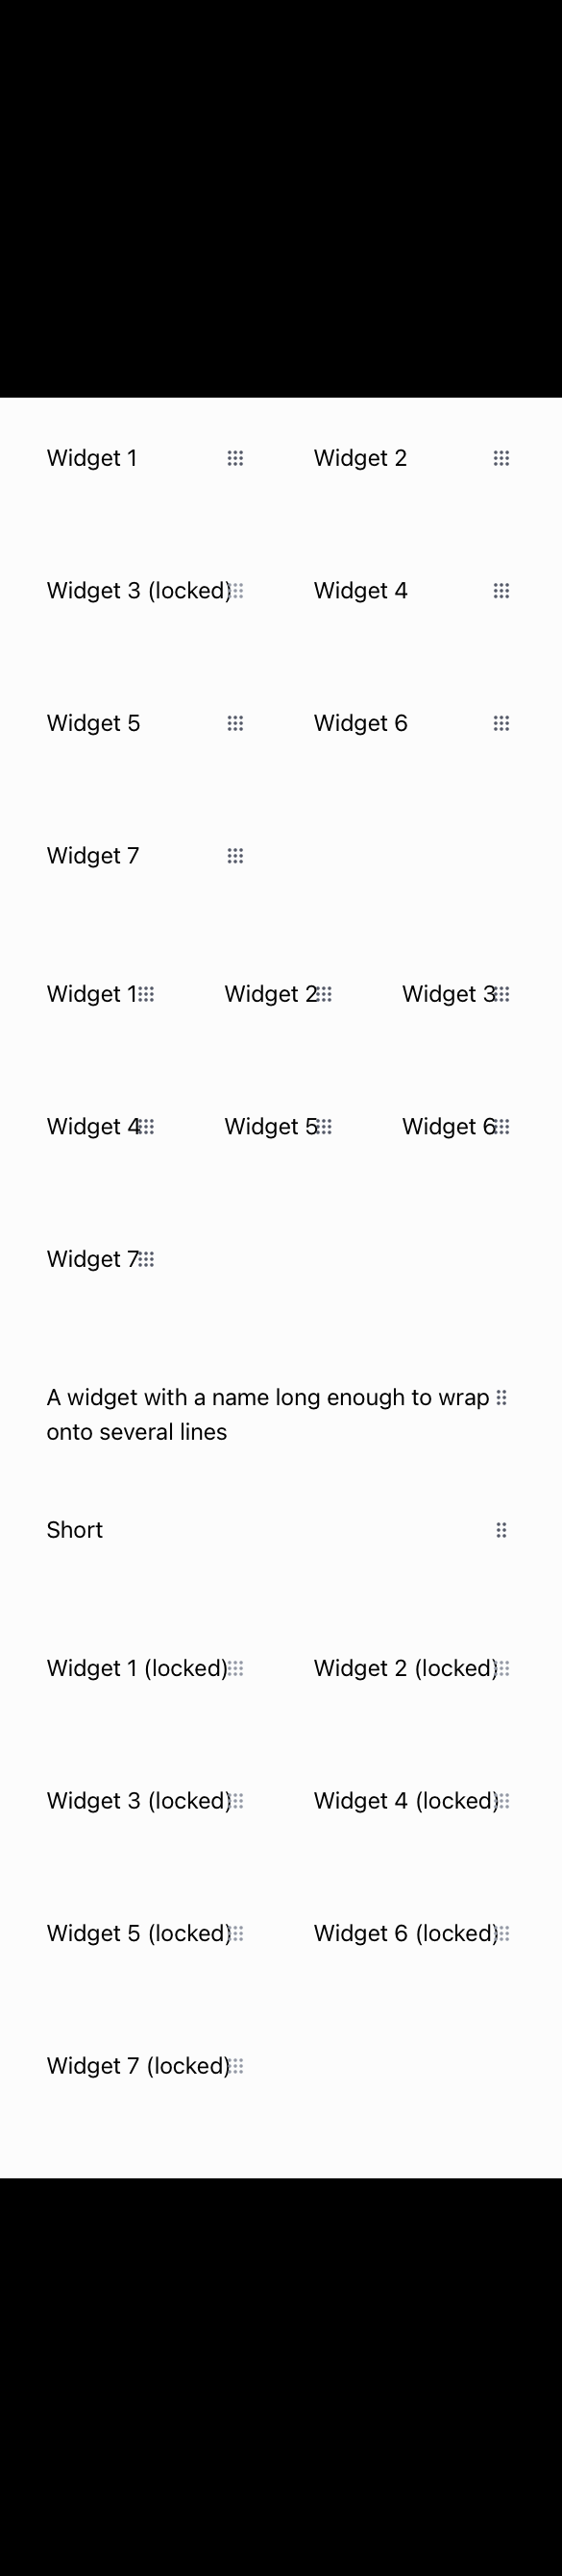 Widget 1 Widget 2
Widget 3 (locked) Widget 4
Widget 5 Widget 6
Widget 7
Widget 1 Widget 2 Widget 3
Widget 4 Widget 5 Widget 6
Widget 7
A widget with a name long enough to wrap
onto several lines
Short
Widget 1 (locked) Widget 2 (locked)
Widget 3 (locked) Widget 4 (locked)
Widget 5 (locked) Widget 6 (locked)
Widget 7 (locked)